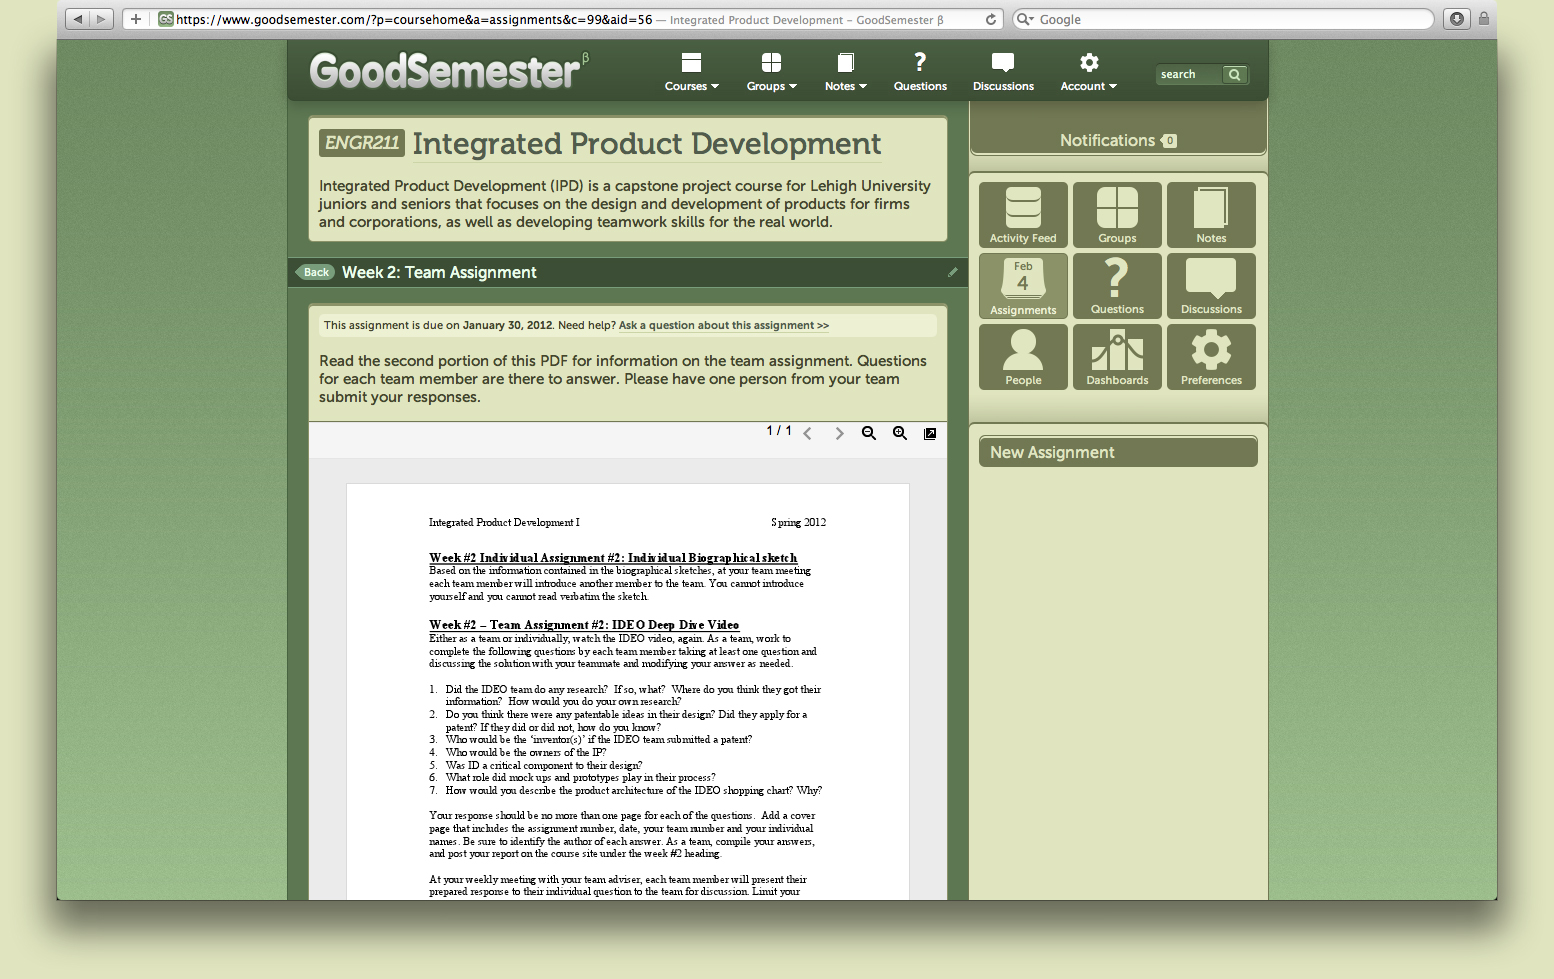 GS https://www.goodsemester.com/?p=coursehome&a=assignments&c=99&aid=56 — Integrated Product Development – GoodSemester β
Google
GoodSemester β
Courses
Groups
Notes
?
Questions
Discussions
Account
search
ENGR211 Integrated Product Development
Integrated Product Development (IPD) is a capstone project course for Lehigh University
juniors and seniors that focuses on the design and development of products for firms
and corporations, as well as developing teamwork skills for the real world.
Back Week 2: Team Assignment
This assignment is due on January 30, 2012. Need help? Ask a question about this assignment >>
Read the second portion of this PDF for information on the team assignment. Questions
for each team member are there to answer. Please have one person from your team
submit your responses.
1 / 1
Integrated Product Development I Spring 2012
Week #2 Individual Assignment #2: Individual Biographical sketch
Based on the information contained in the biographical sketches, at your team meeting
each team member will introduce another member to the team. You cannot introduce
yourself and you cannot read verbatim the sketch.
Week #2 – Team Assignment #2: IDEO Deep Dive Video
Either as a team or individually, watch the IDEO video, again. As a team, work to
complete the following questions by each team member taking at least one question and
discussing the solution with your teammate and modifying your answer as needed.
1. Did the IDEO team do any research? If so, what? Where do you think they got their
information? How would you do your own research?
2. Do you think there were any patentable ideas in their design? Did they apply for a
patent? If they did or did not, how do you know?
3. Who would be the ‘inventor(s)’ if the IDEO team submitted a patent?
4. Who would be the owners of the IP?
5. Was ID a critical component to their design?
6. What role did mock ups and prototypes play in their process?
7. How would you describe the product architecture of the IDEO shopping chart? Why?
Your response should be no more than one page for each of the questions. Add a cover
page that includes the assignment number, date, your team number and your individual
names. Be sure to identify the author of each answer. As a team, compile your answers,
and post your report on the course site under the week #2 heading.
At your weekly meeting with your team adviser, each team member will present their
prepared response to their individual question to the team for discussion. Limit your
Notifications 0
Activity Feed
Groups
Notes
Feb
4
Assignments
?
Questions
Discussions
People
Dashboards
Preferences
New Assignment